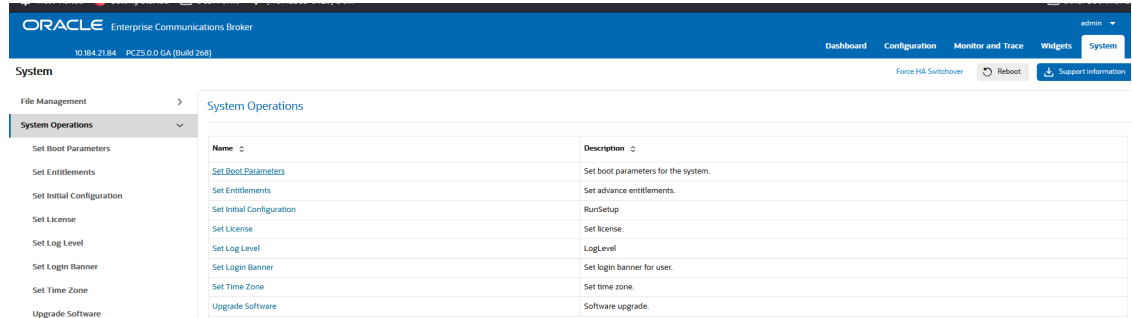 ORACLE Enterprise Communications Broker
admin
10.184.21.84 PCZ5.0.0 GA (Build 268)
Dashboard Configuration Monitor and Trace Widgets System
System
Force HA Switchover Reboot Support Information
File Management
System Operations
Set Boot Parameters
Set Entitlements
Set Initial Configuration
Set License
Set Log Level
Set Login Banner
Set Time Zone
Upgrade Software
System Operations
Name Description
Set Boot Parameters Set boot parameters for the system.
Set Entitlements Set advance entitlements.
Set Initial Configuration RunSetup
Set License Set license.
Set Log Level LogLevel
Set Login Banner Set login banner for user.
Set Time Zone Set time zone.
Upgrade Software Software upgrade.